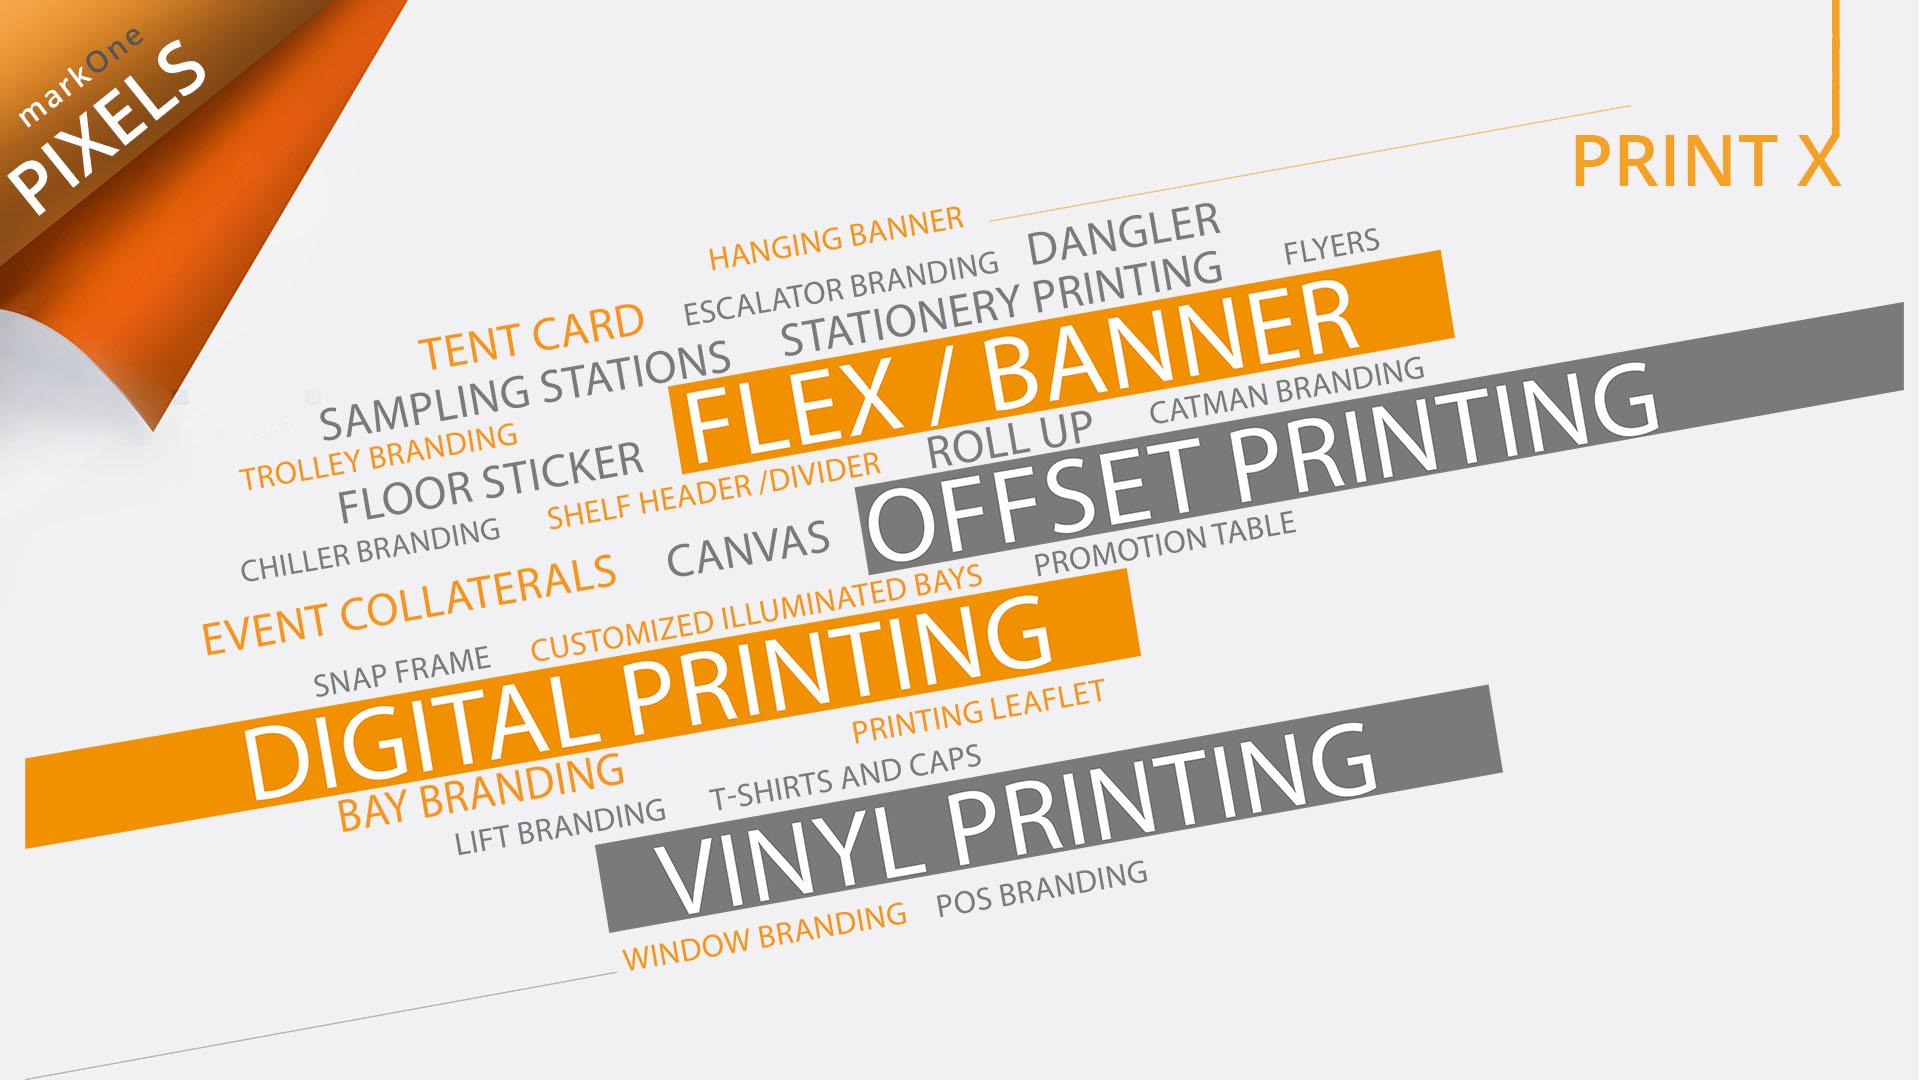 markOne
PIXELS
PRINT X
HANGING BANNER
DANGLER
FLYERS
ESCALATOR BRANDING
TENT CARD
STATIONERY PRINTING
SAMPLING STATIONS
FLEX / BANNER
TROLLEY BRANDING
CATMAN BRANDING
ROLL UP
FLOOR STICKER
SHELF HEADER /DIVIDER
OFFSET PRINTING
CHILLER BRANDING
CANVAS
PROMOTION TABLE
EVENT COLLATERALS
CUSTOMIZED ILLUMINATED BAYS
SNAP FRAME
DIGITAL PRINTING
PRINTING LEAFLET
BAY BRANDING
T-SHIRTS AND CAPS
LIFT BRANDING
VINYL PRINTING
POS BRANDING
WINDOW BRANDING